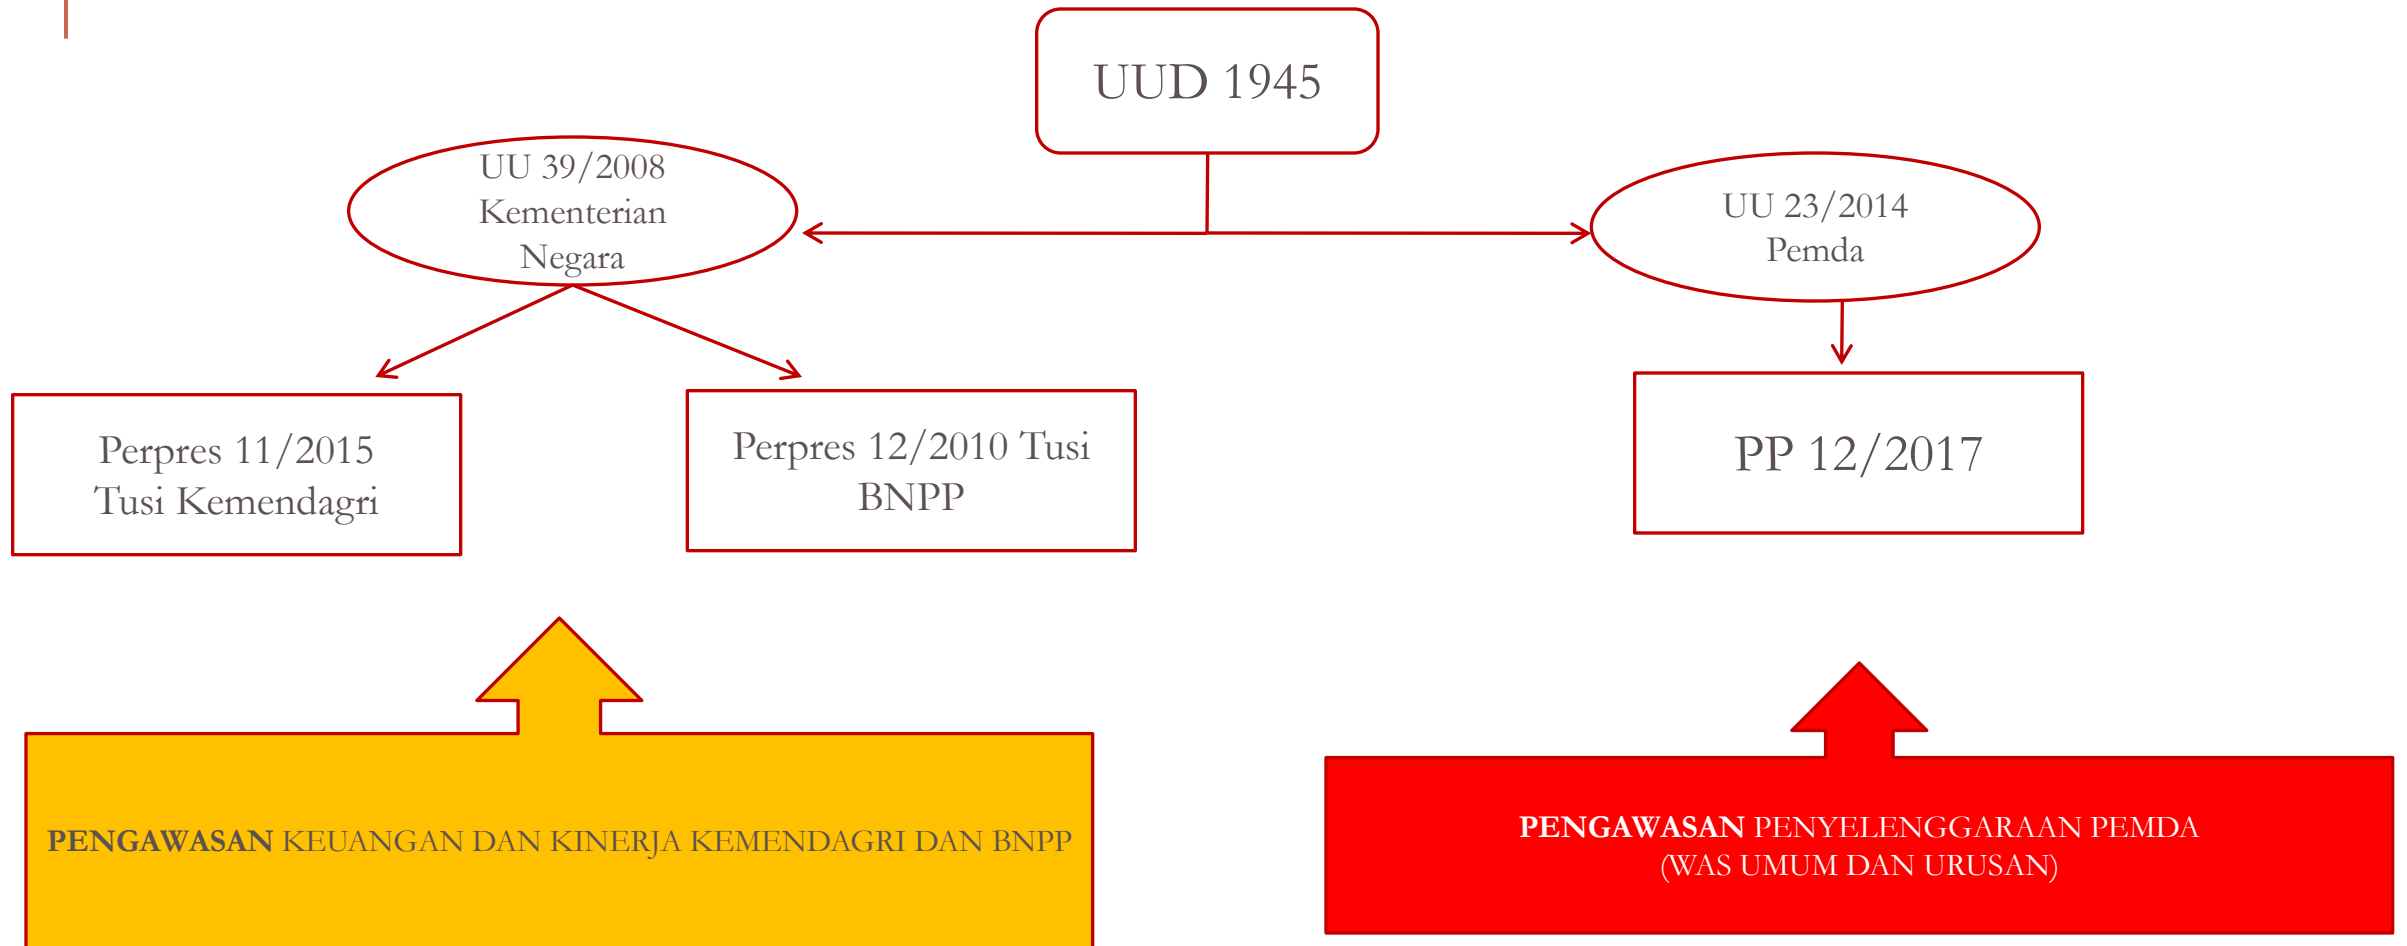 UUD 1945
UU 39/2008
Kementerian
Negara
UU 23/2014
Pemda
Perpres 11/2015
Tusi Kemendagri
Perpres 12/2010 Tusi
BNPP
PP 12/2017
PENGAWASAN KEUANGAN DAN KINERJA KEMENDAGRI DAN BNPP
PENGAWASAN PENYELENGGARAAN PEMDA
(WAS UMUM DAN URUSAN)